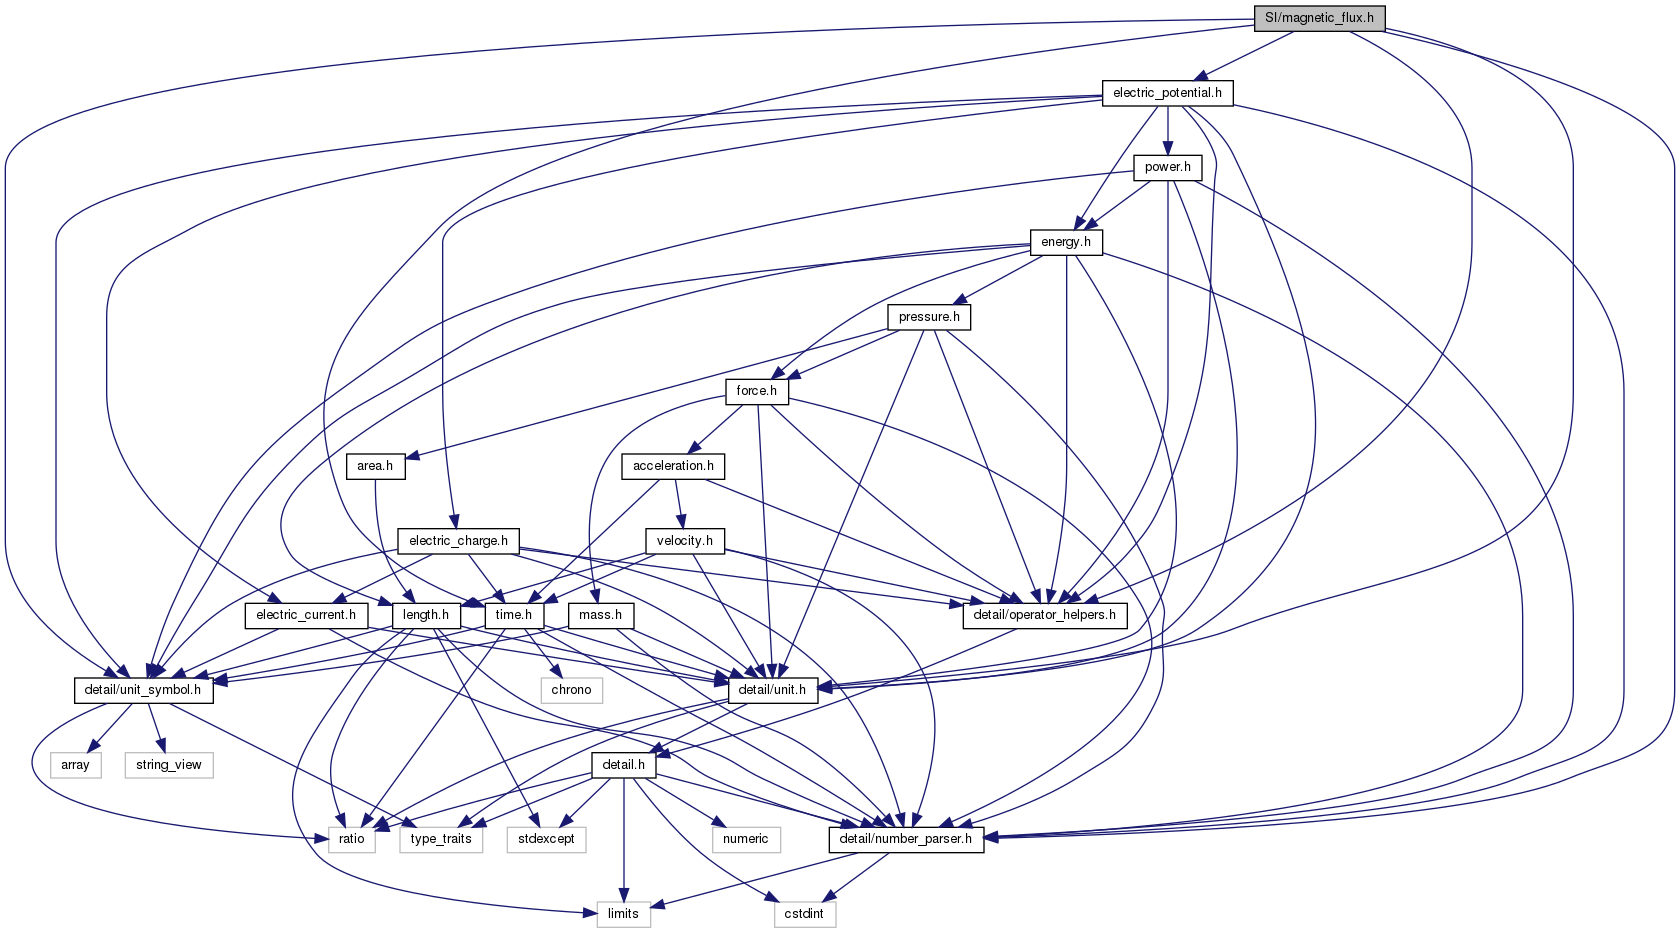 SI/magnetic_flux.h
electric_potential.h
power.h
energy.h
pressure.h
force.h
area.h
acceleration.h
electric_charge.h
velocity.h
electric_current.h
length.h
time.h
mass.h
detail/operator_helpers.h
detail/unit_symbol.h
chrono
detail/unit.h
array
string_view
detail.h
ratio
type_traits
stdexcept
numeric
detail/number_parser.h
limits
cstdint